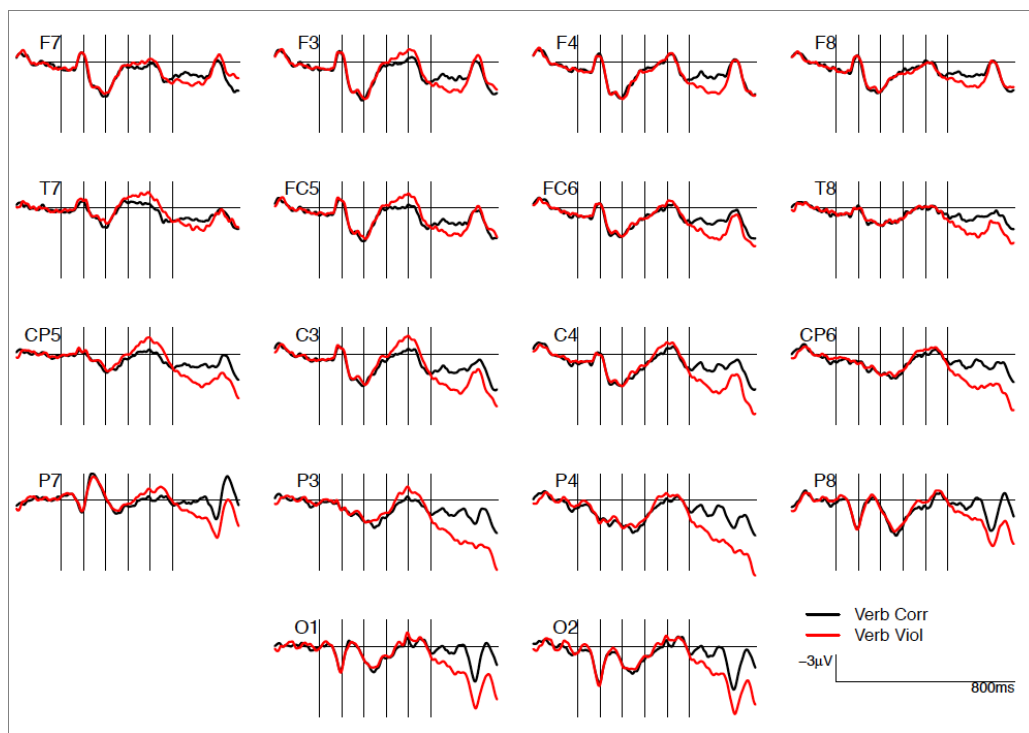 F7 F3 F4 F8
T7 FC5 FC6 T8
CP5 C3 C4 CP6
P7 P3 P4 P8
O1 O2
Verb Corr
Verb Viol
−3μV
800ms